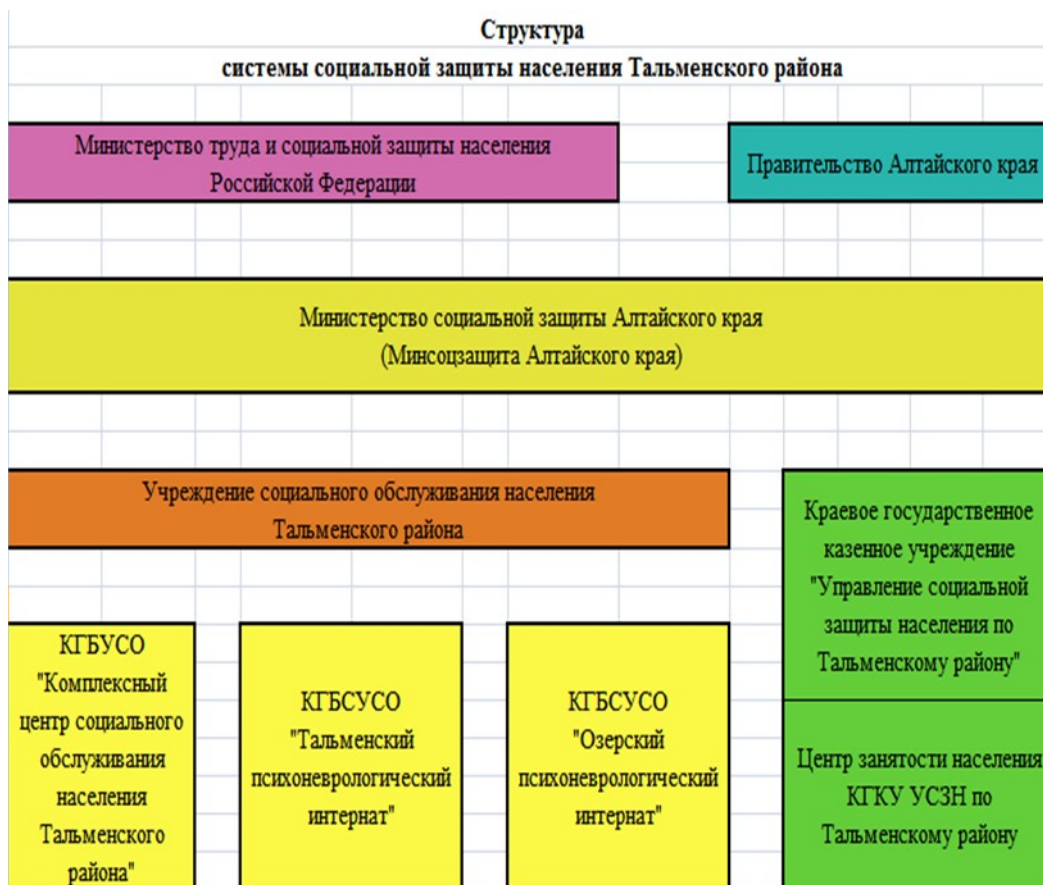 Структура
системы социальной защиты населения Тальменского района
Министерство труда и социальной защиты населения
Российской Федерации
Правительство Алтайского края
Министерство социальной защиты Алтайского края
(Минсоцзащита Алтайского края)
Учреждение социального обслуживания населения
Тальменского района
Краевое государственное
казенное учреждение
"Управление социальной
защиты населения по
Тальменскому району"
КГБУСО
"Комплексный
центр социального
обслуживания
населения
Тальменского
района"
КГБСУСО
"Тальменский
психоневрологический
интернат"
КГБСУСО
"Озерский
психоневрологический
интернат"
Центр занятости населения
КГКУ УСЗН по
Тальменскому району